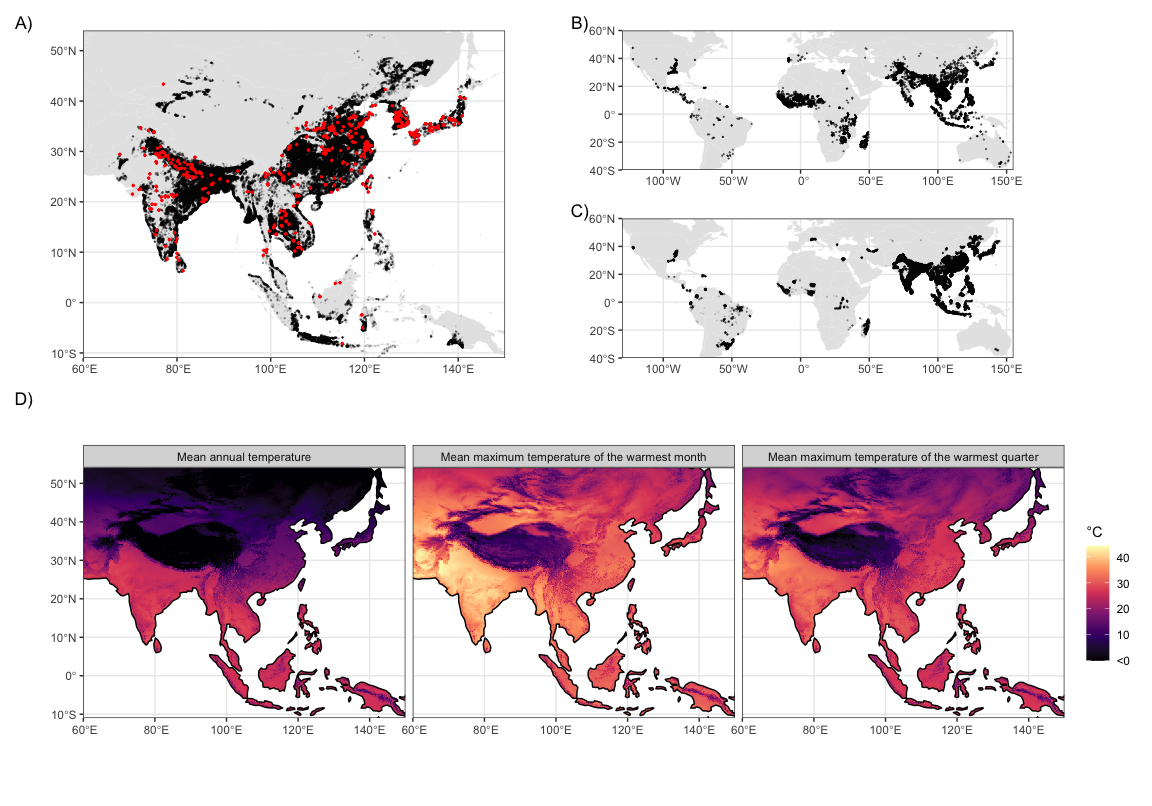 A)
50°N
40°N
30°N
20°N
10°N
0°
10°S
60°E 80°E 100°E 120°E 140°E
B)
60°N
40°N
20°N
0°
20°S
40°S
100°W 50°W 0° 50°E 100°E 150°E
C)
60°N
40°N
20°N
0°
20°S
40°S
100°W 50°W 0° 50°E 100°E 150°E
D)
Mean annual temperature Mean maximum temperature of the warmest month Mean maximum temperature of the warmest quarter
50°N
40°N
30°N
20°N
10°N
0°
10°S
60°E 80°E 100°E 120°E 140°E 60°E 80°E 100°E 120°E 140°E 60°E 80°E 100°E 120°E 140°E
°C
40
30
20
10
<0